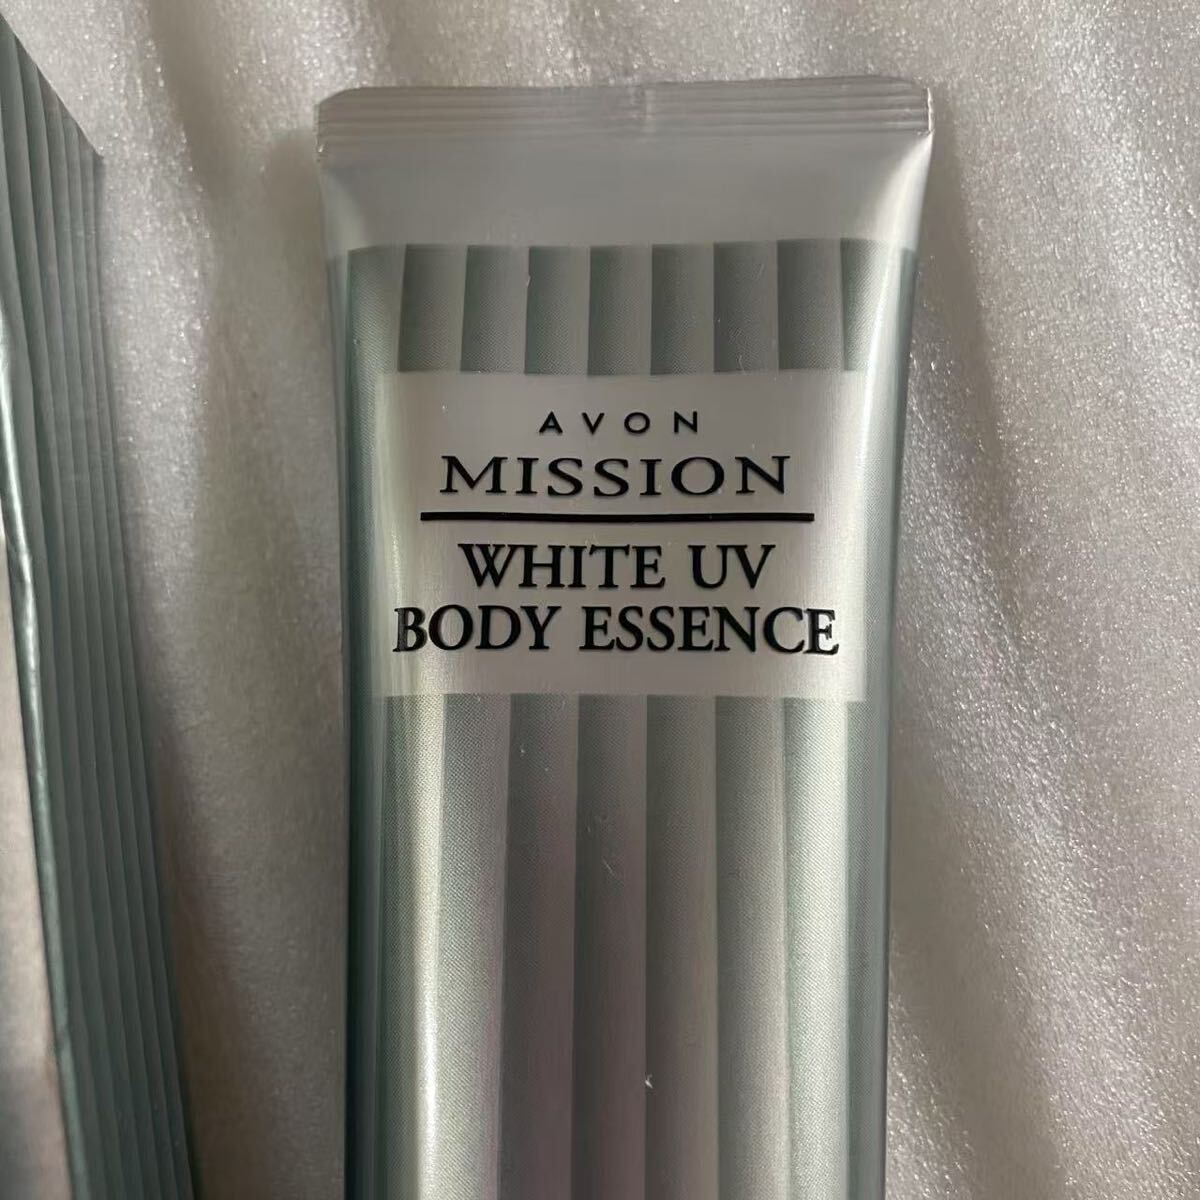 AVON
MISSION
WHITE UV
BODY ESSENCE